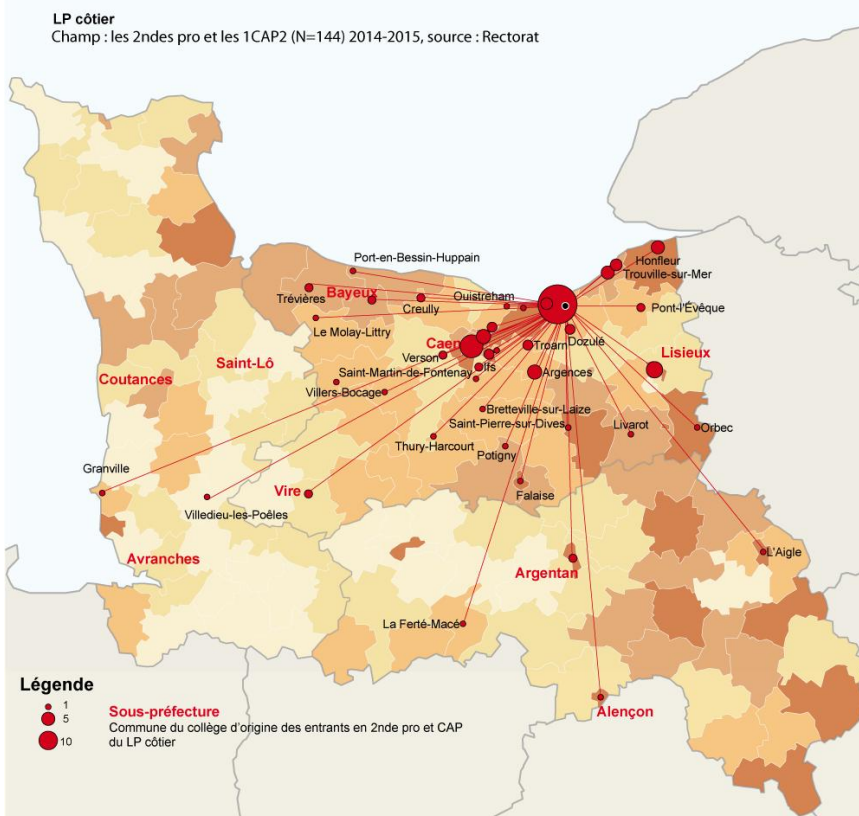 LP côtier
Champ : les 2ndes pro et les 1CAP2 (N=144) 2014-2015, source : Rectorat
Port-en-Bessin-Huppain
Honfleur
Trouville-sur-Mer
Trévières
Bayeux
Creully
Ouistreham
Pont-l'Évêque
Le Molay-Littry
Caen
Troarn
Dozulé
Verson
Lisieux
Saint-Lô
Saint-Martin-de-Fontenay
Ifs
Argences
Coutances
Villers-Bocage
Bretteville-sur-Laize
Saint-Pierre-sur-Dives
Livarot
Orbec
Thury-Harcourt
Potigny
Granville
Falaise
Vire
Villedieu-les-Poêles
Avranches
Argentan
L'Aigle
La Ferté-Macé
Légende
1
5
10
Sous-préfecture
Commune du collège d'origine des entrants en 2nde pro et CAP
du LP côtier
Alençon